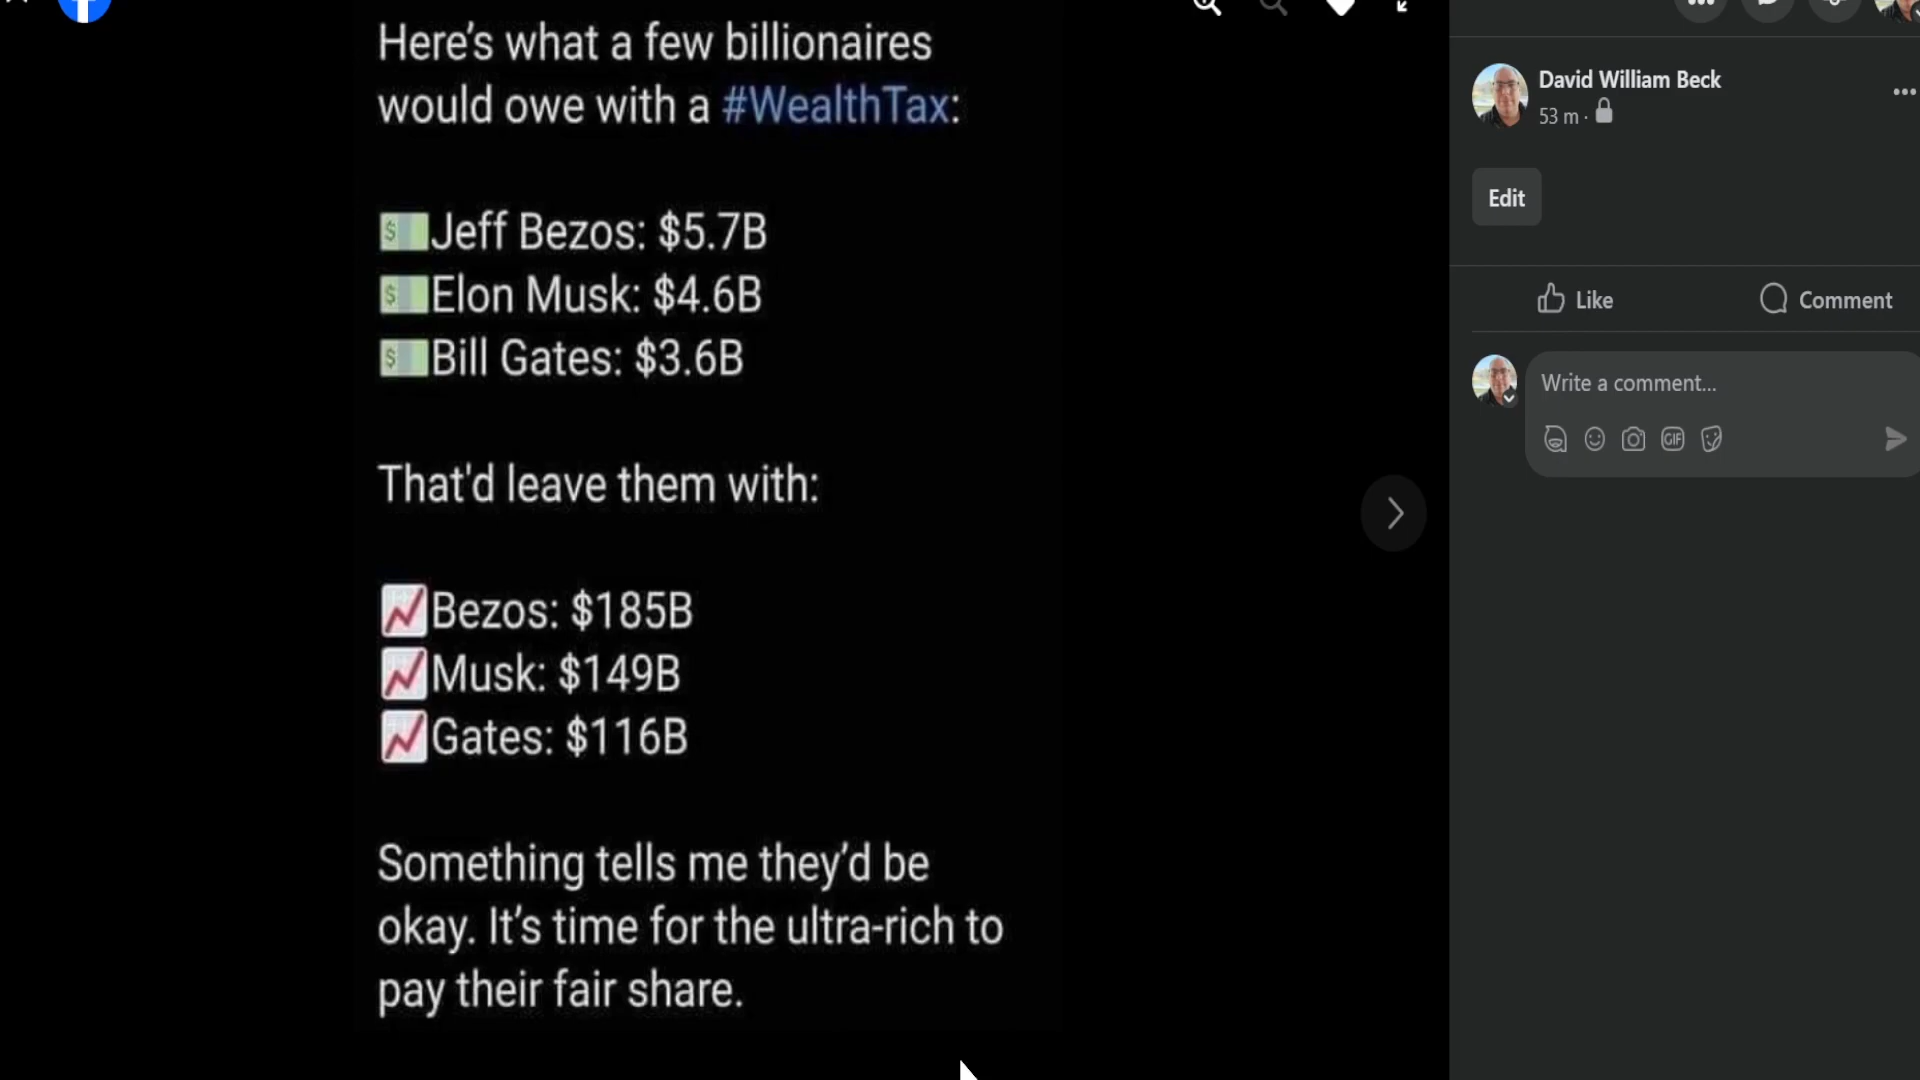 Here's what a few billionaires
would owe with a #WealthTax:
Jeff Bezos: $5.7B
Elon Musk: $4.6B
Bill Gates: $3.6B
That'd leave them with:
Bezos: $185B
Musk: $149B
Gates: $116B
Something tells me they'd be
okay. It's time for the ultra-rich to
pay their fair share.
David William Beck
53 m ·
Edit
Like
Comment
Write a comment...
GIF